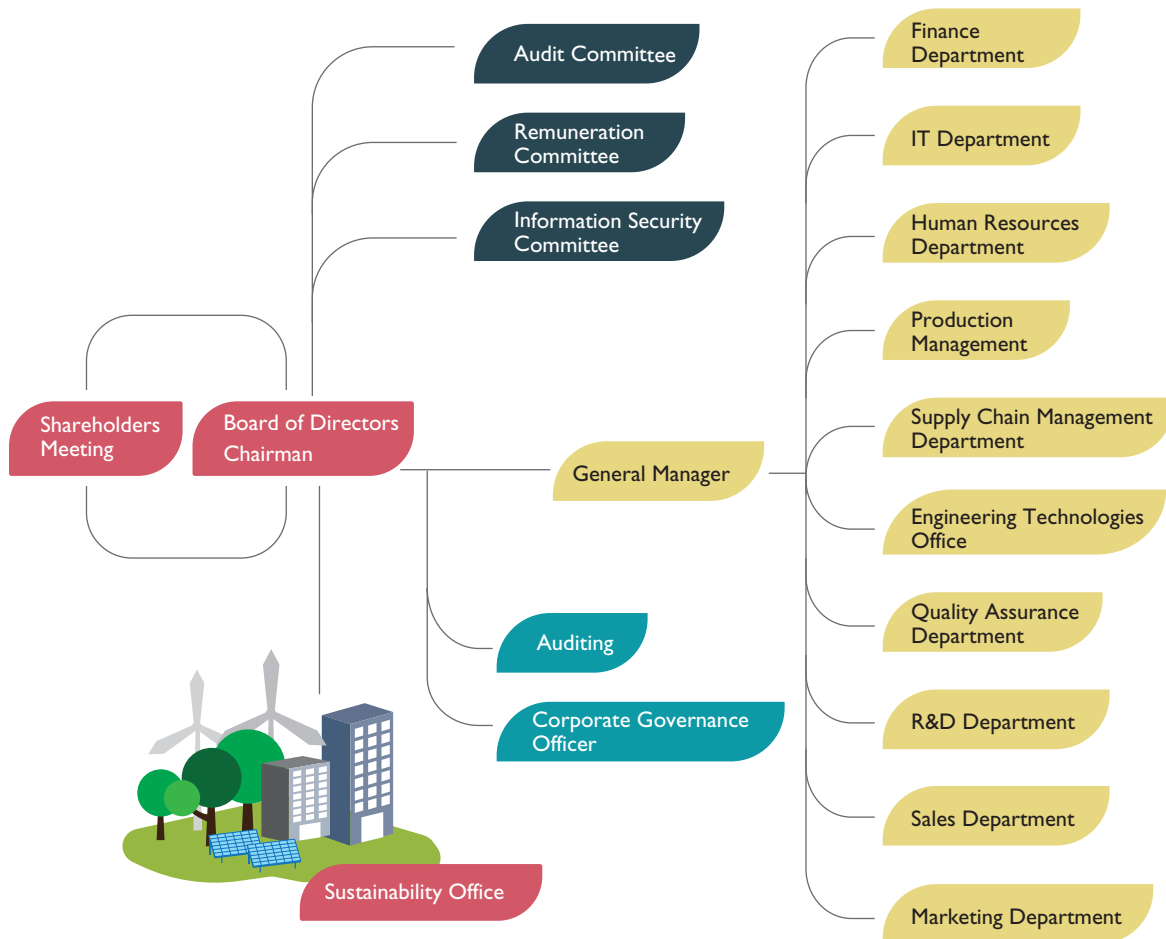 Audit Committee
Remuneration
Committee
Information Security
Committee
Shareholders
Meeting
Board of Directors
Chairman
General Manager
Auditing
Corporate Governance
Officer
Sustainability Office
Finance
Department
IT Department
Human Resources
Department
Production
Management
Supply Chain Management
Department
Engineering Technologies
Office
Quality Assurance
Department
R&D Department
Sales Department
Marketing Department